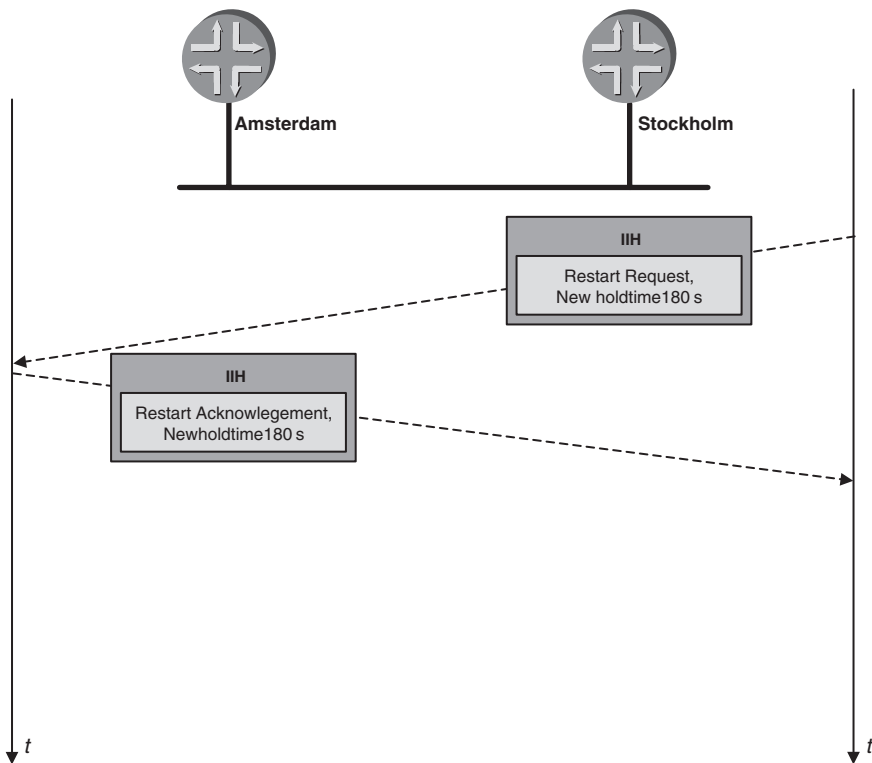 Amsterdam
Stockholm
IIH
Restart Request,
New holdtime180 s
IIH
Restart Acknowlegement,
Newholdtime180 s
t
t